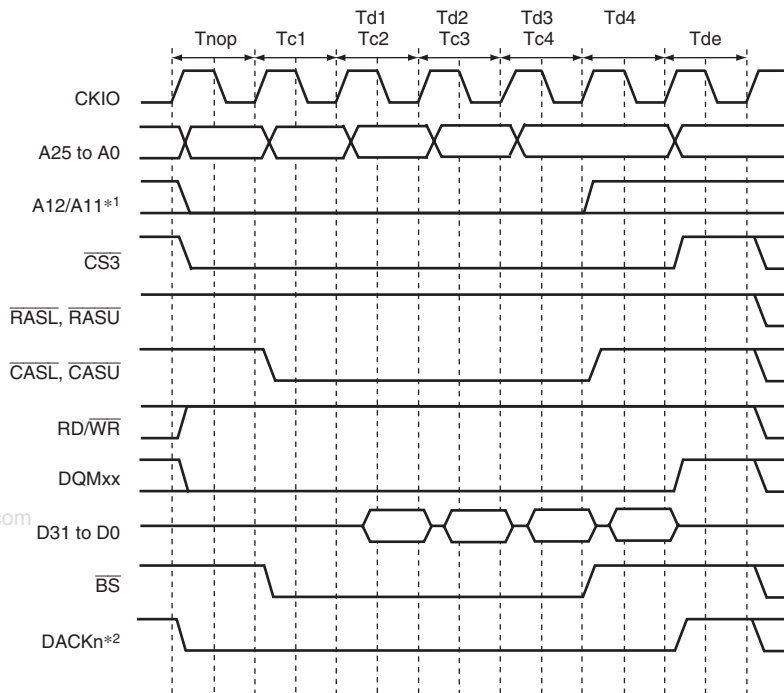 Td1 Td2 Td3 Td4
Tnop Tc1 Tc2 Tc3 Tc4 Tde
CKIO
A25 to A0
A12/A11*1
CS3
RASL, RASU
CASL, CASU
RD/WR
DQMxx
com
D31 to D0
BS
DACKn*2